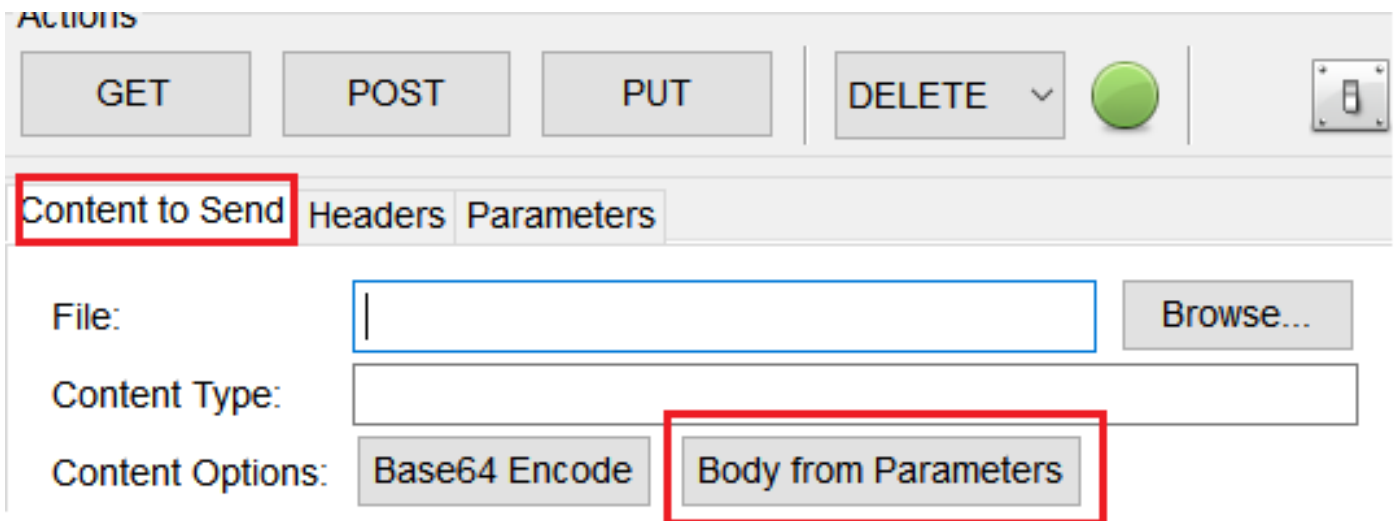 Actions
GET POST PUT DELETE
Content to Send Headers Parameters
File: Browse...
Content Type:
Content Options: Base64 Encode Body from Parameters